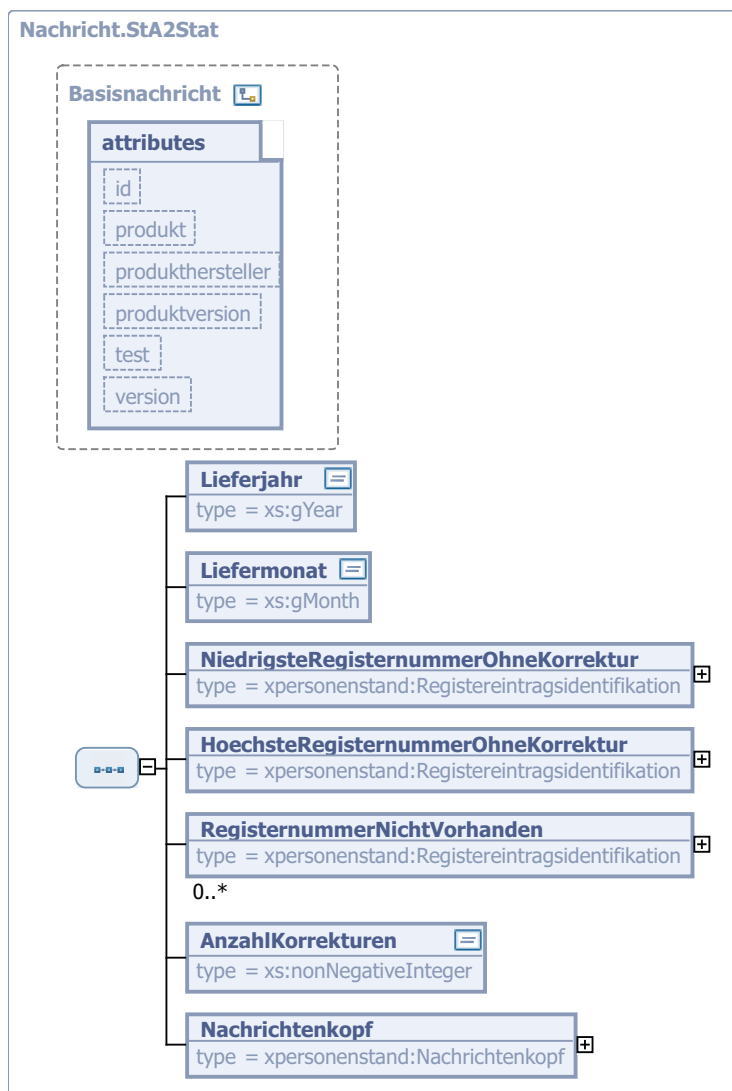 Nachricht.StA2Stat
Basisnachricht
attributes
id
produkt
produkthersteller
produktversion
test
version
Lieferjahr
type = xs:gYear
Liefermonat
type = xs:gMonth
NiedrigsteRegisternummerOhneKorrektur
type = xpersonenstand:Registereintragsidentifikation
HoechsteRegisternummerOhneKorrektur
type = xpersonenstand:Registereintragsidentifikation
RegisternummerNichtVorhanden
type = xpersonenstand:Registereintragsidentifikation
0..*
AnzahlKorrekturen
type = xs:nonNegativeInteger
Nachrichtenkopf
type = xpersonenstand:Nachrichtenkopf